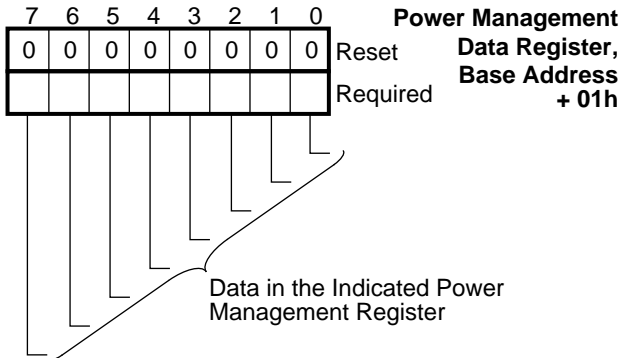 7 6 5 4 3 2 1 0
Power Management
Data Register,
Base Address
+ 01h
0 0 0 0 0 0 0 0 Reset
Required
Data in the Indicated Power
Management Register